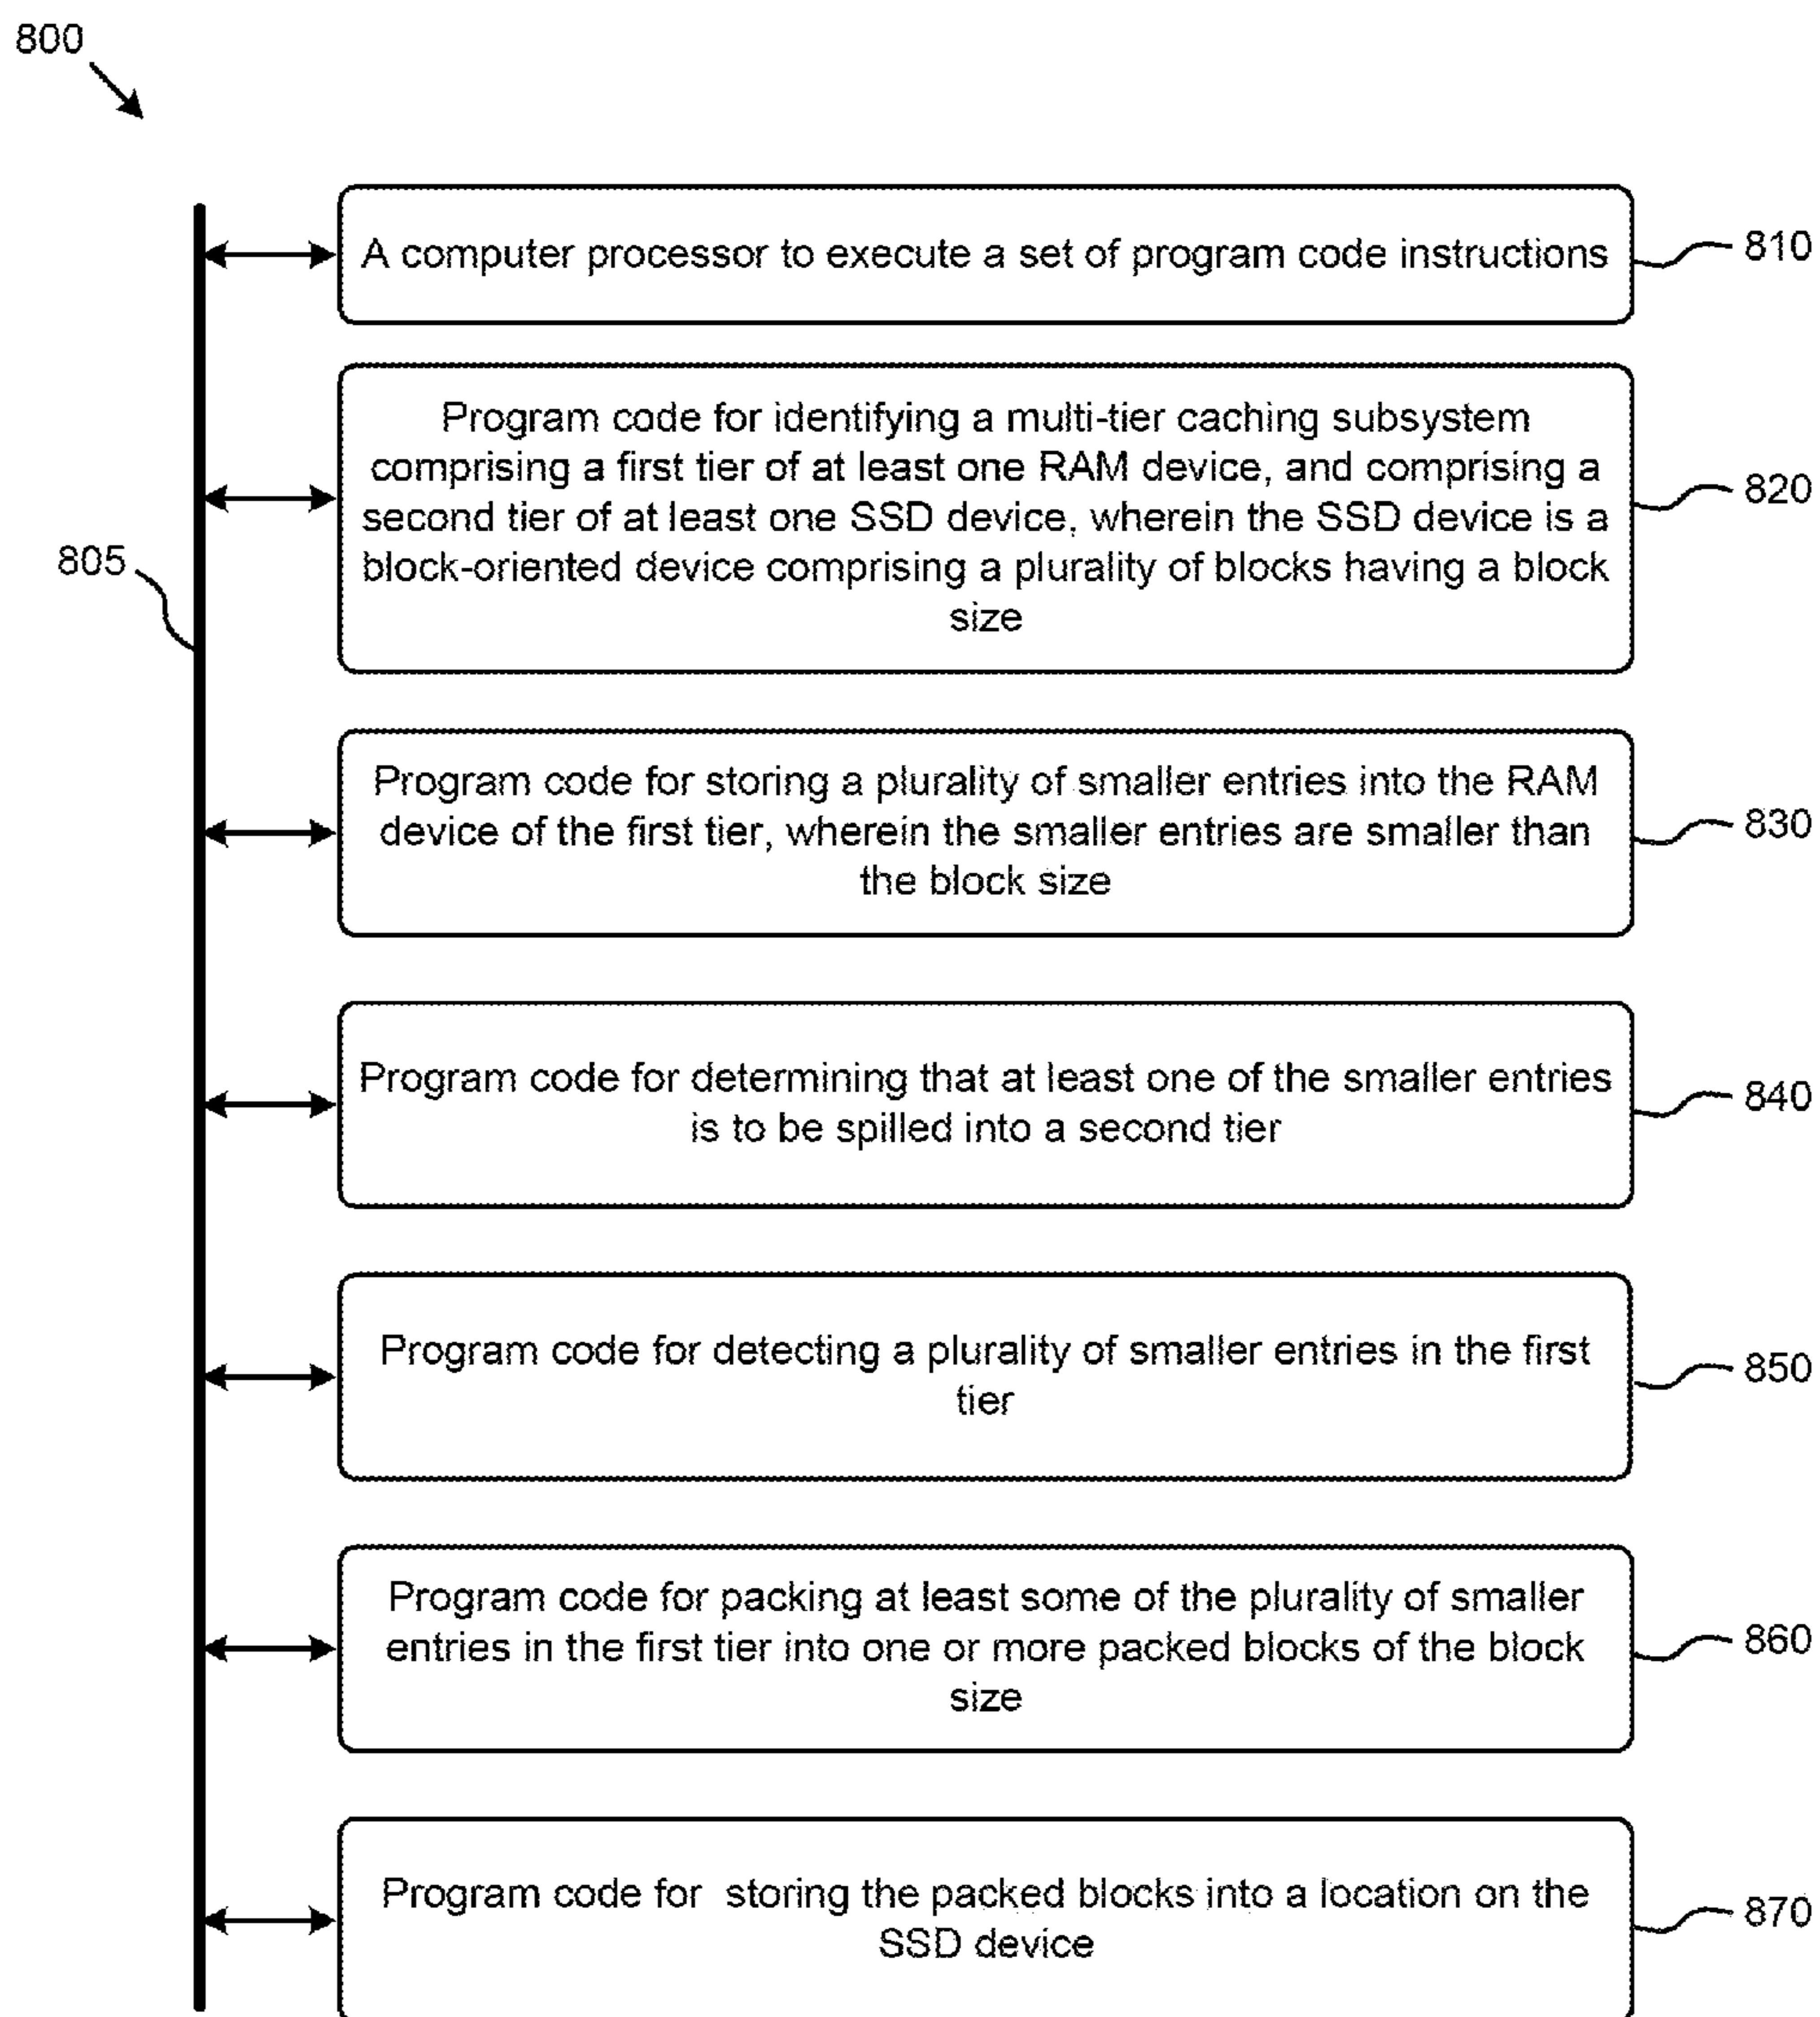 800
A computer processor to execute a set of program code instructions
810
Program code for identifying a multi-tier caching subsystem
comprising a first tier of at least one RAM device, and comprising a
second tier of at least one SSD device, wherein the SSD device is a
block-oriented device comprising a plurality of blocks having a block
size
820
805
Program code for storing a plurality of smaller entries into the RAM
device of the first tier, wherein the smaller entries are smaller than
the block size
830
Program code for determining that at least one of the smaller entries
is to be spilled into a second tier
840
Program code for detecting a plurality of smaller entries in the first
tier
850
Program code for packing at least some of the plurality of smaller
entries in the first tier into one or more packed blocks of the block
size
860
Program code for storing the packed blocks into a location on the
SSD device
870